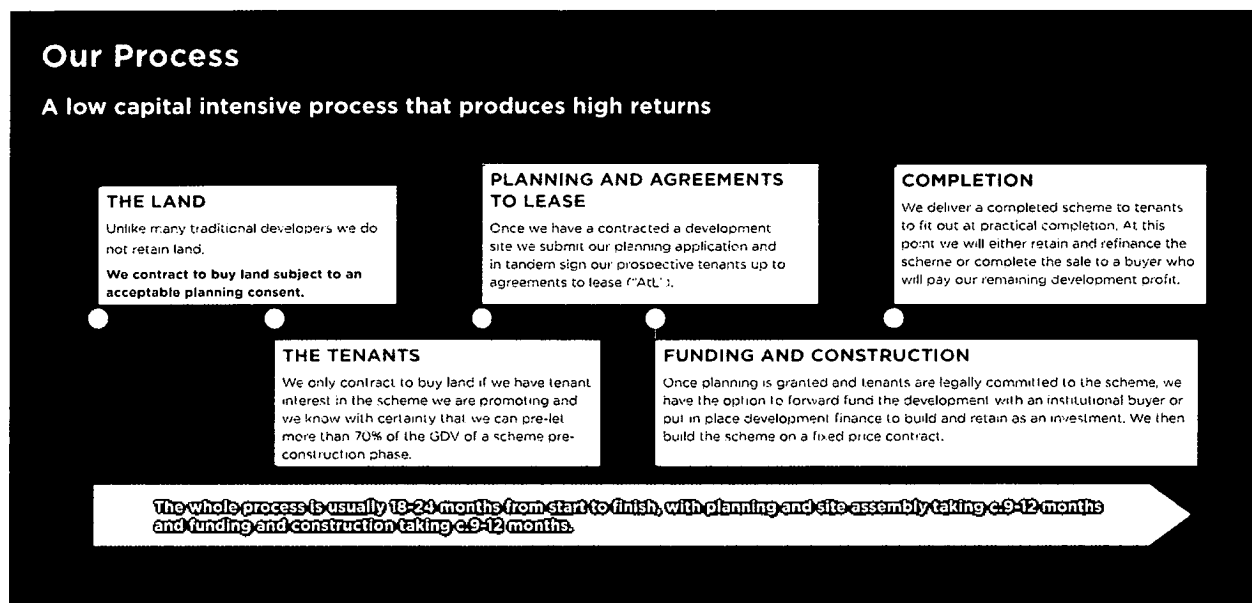 Our Process
A low capital intensive process that produces high returns
THE LAND
Unlike many traditional developers we do
not retain land.
We contract to buy land subject to an
acceptable planning consent.
THE TENANTS
We only contract to buy land if we have tenant
interest in the scheme we are promoting and
we know with certainty that we can pre-let
more than 70% of the GDV of a scheme pre-
construction phase.
PLANNING AND AGREEMENTS
TO LEASE
Once we have a contracted a development
site we submit our planning application and
in tandem sign our prospective tenants up to
agreements to lease ("AtL").
FUNDING AND CONSTRUCTION
Once planning is granted and tenants are legally committed to the scheme, we
have the option to forward fund the development with an institutional buyer or
put in place development finance to build and retain as an investment. We then
build the scheme on a fixed price contract.
COMPLETION
We deliver a completed scheme to tenants
to fit out at practical completion. At this
point we will either retain and refinance the
scheme or complete the sale to a buyer who
will pay our remaining development profit.
The whole process is usually 18-24 months from start to finish, with planning and site assembly taking c.9-12 months
and funding and construction taking c.9-12 months.